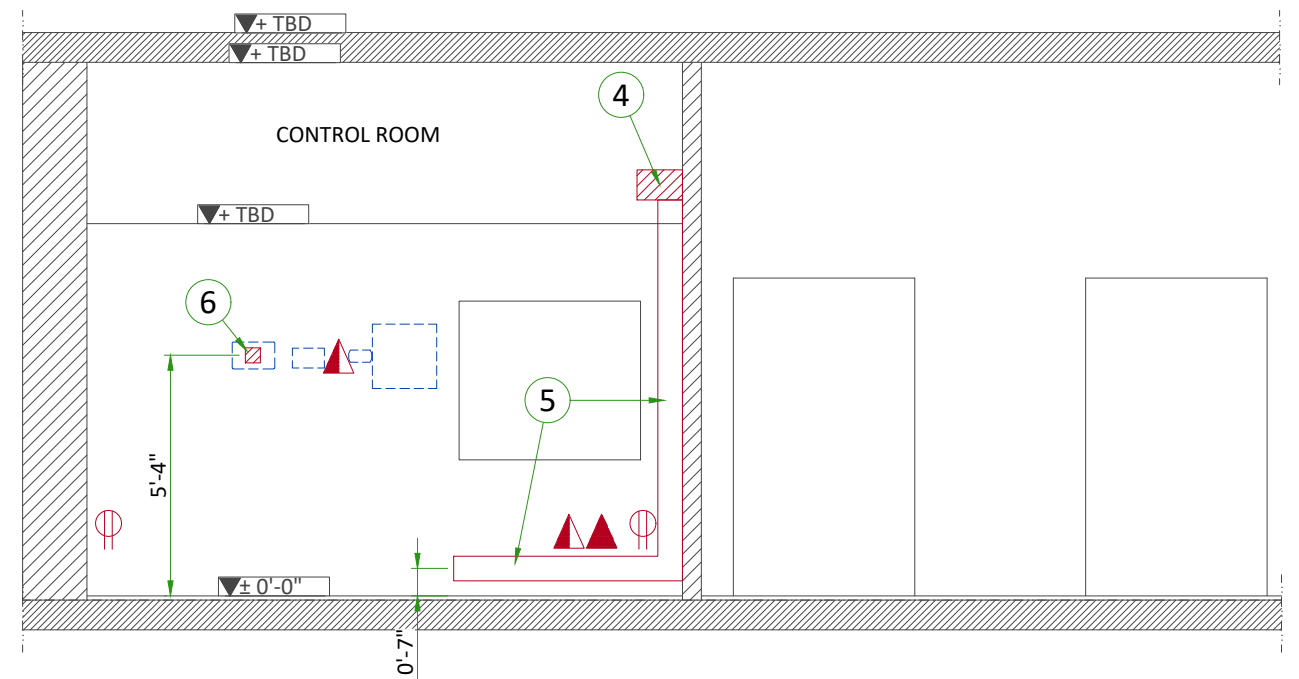 + TBD
+ TBD
4
CONTROL ROOM
+ TBD
6
5
5'-4"
± 0'-0"
0'-7"